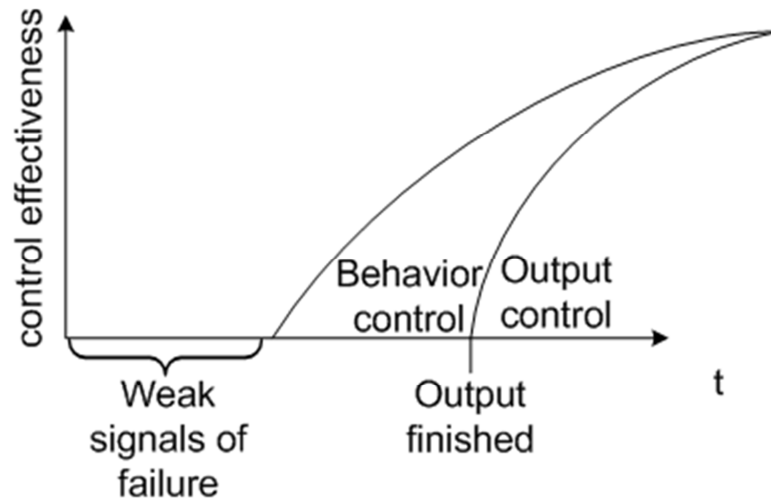 control effectiveness
Behavior
control
Output
control
t
Weak
signals of
failure
Output
finished